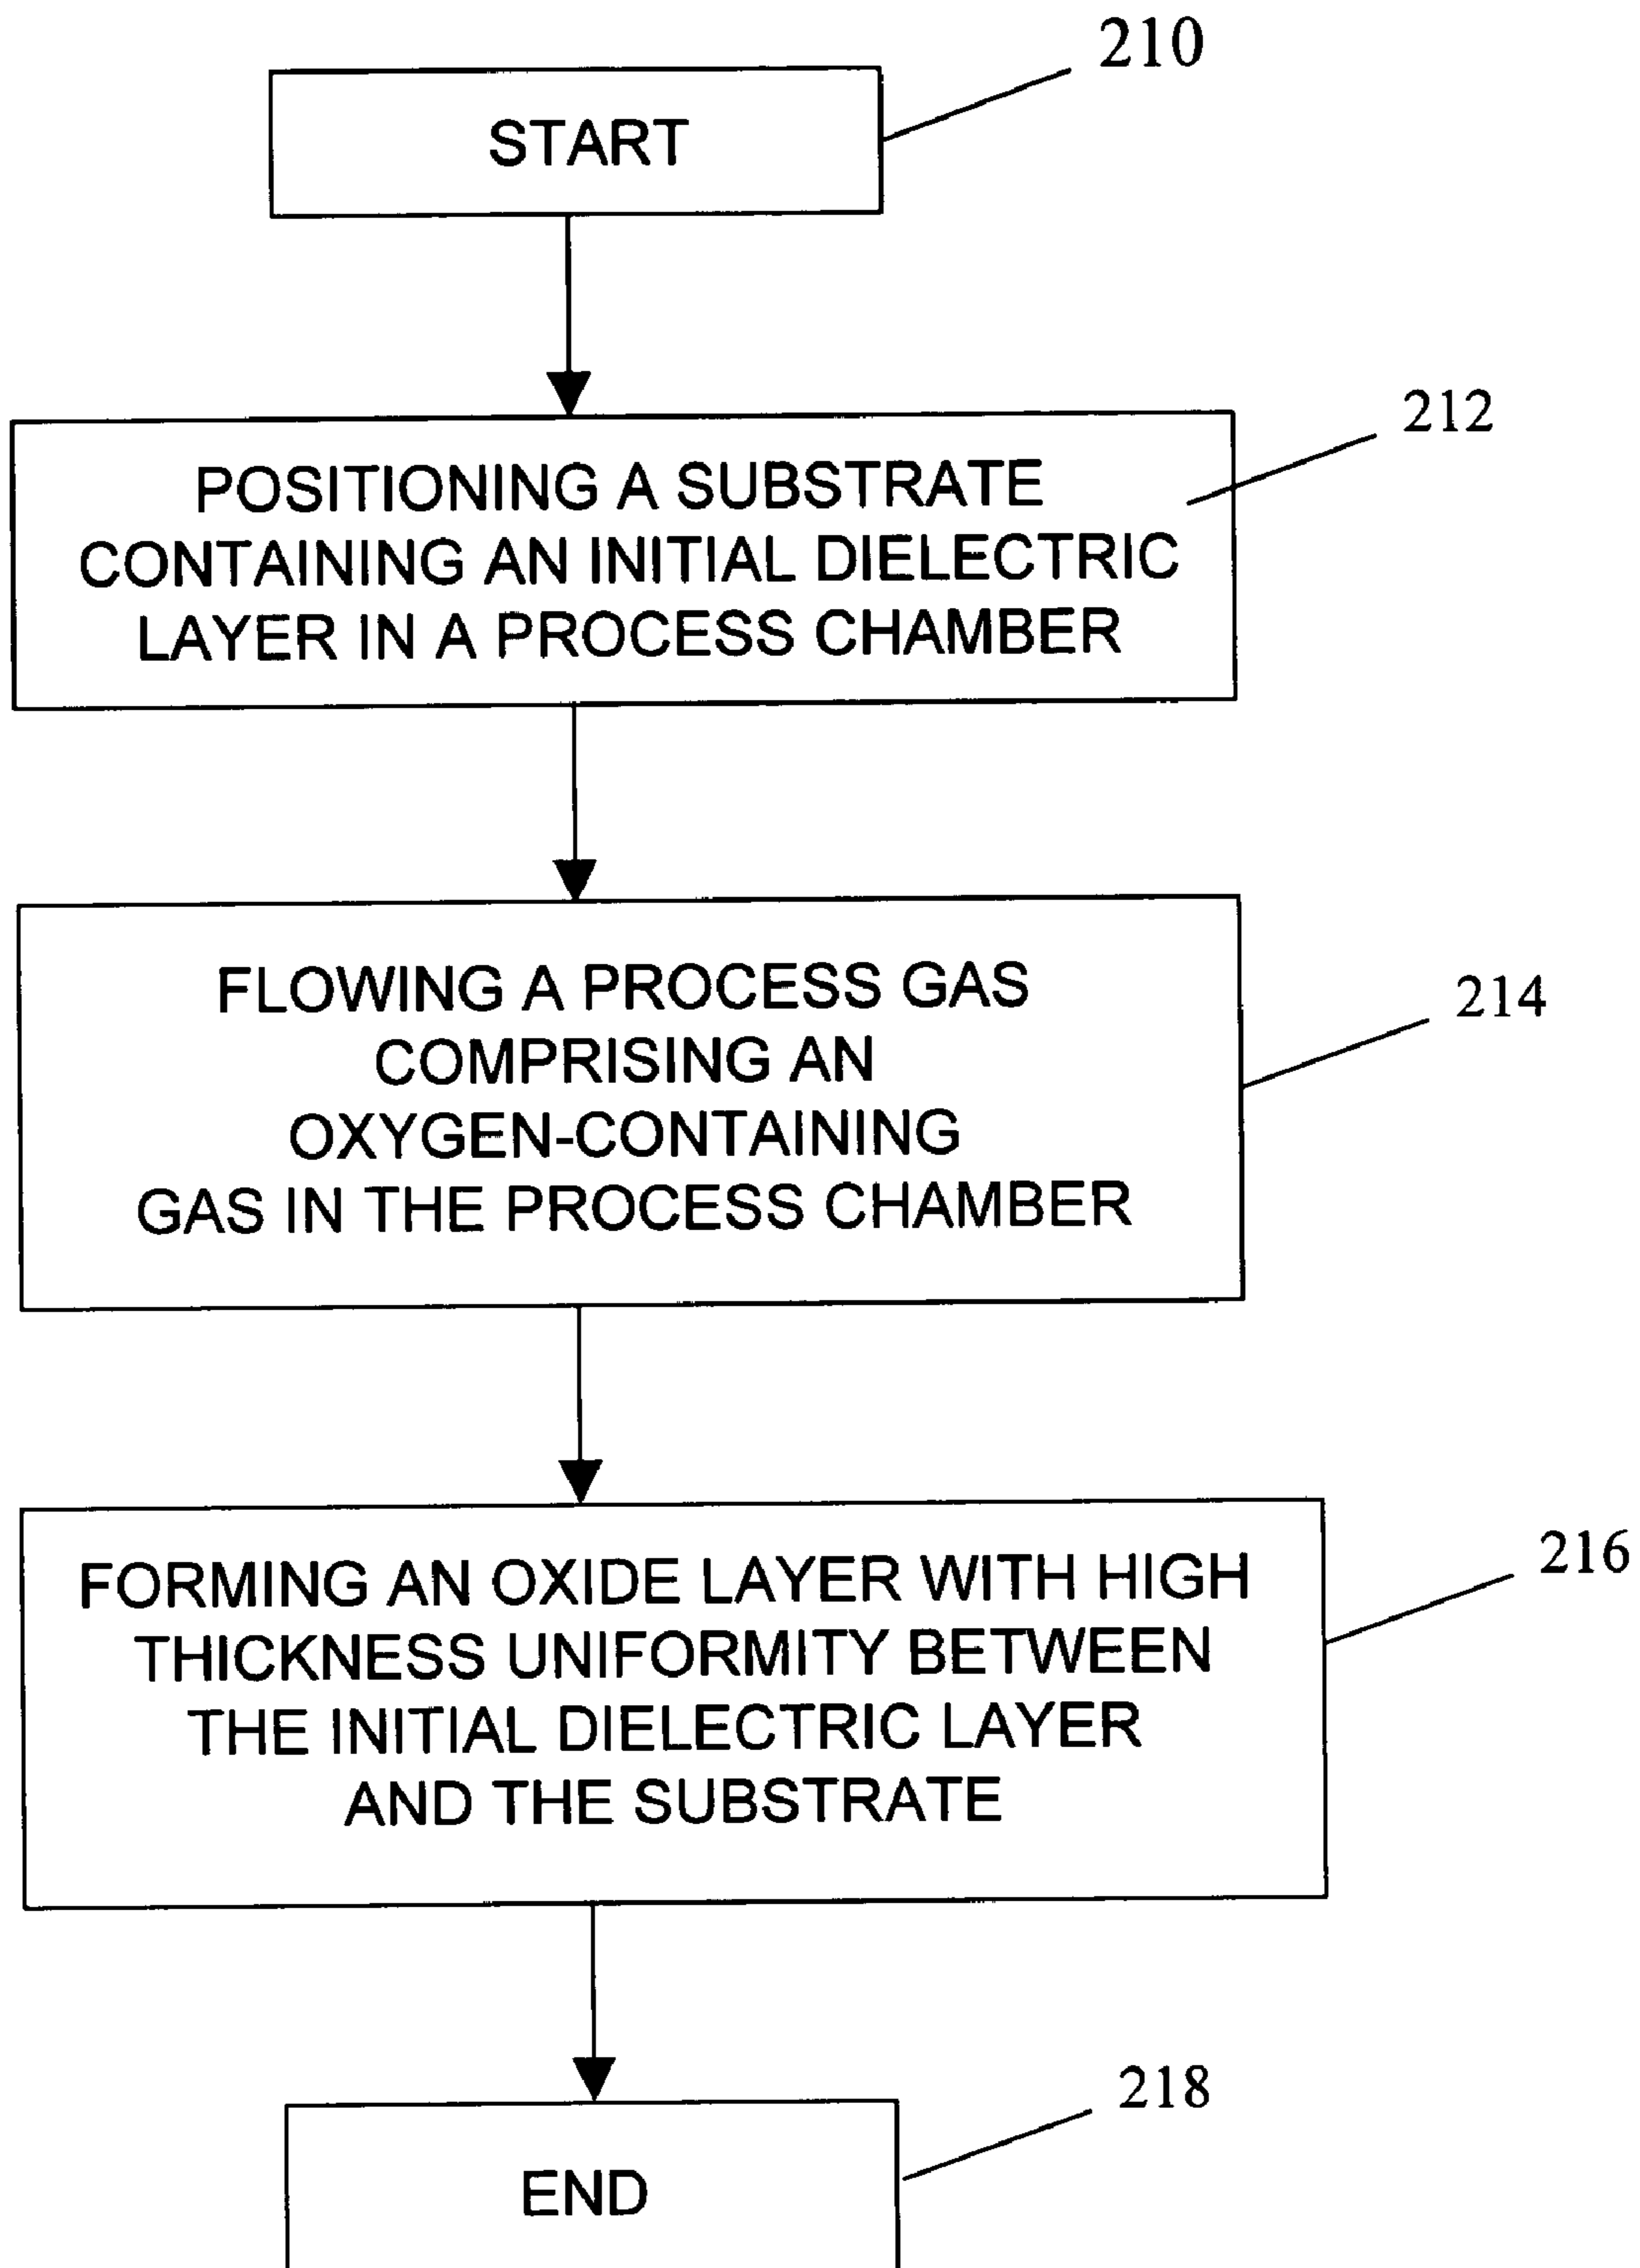 210
START
212
POSITIONING A SUBSTRATE
CONTAINING AN INITIAL DIELECTRIC
LAYER IN A PROCESS CHAMBER
214
FLOWING A PROCESS GAS
COMPRISING AN
OXYGEN-CONTAINING
GAS IN THE PROCESS CHAMBER
216
FORMING AN OXIDE LAYER WITH HIGH
THICKNESS UNIFORMITY BETWEEN
THE INITIAL DIELECTRIC LAYER
AND THE SUBSTRATE
218
END